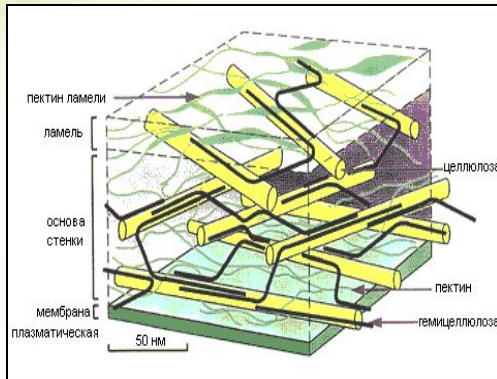 пектин ламели
ламель
целлюлоза
основа
стенки
пектин
мембрана
плазматическая
гемицеллюлоза
50 нм